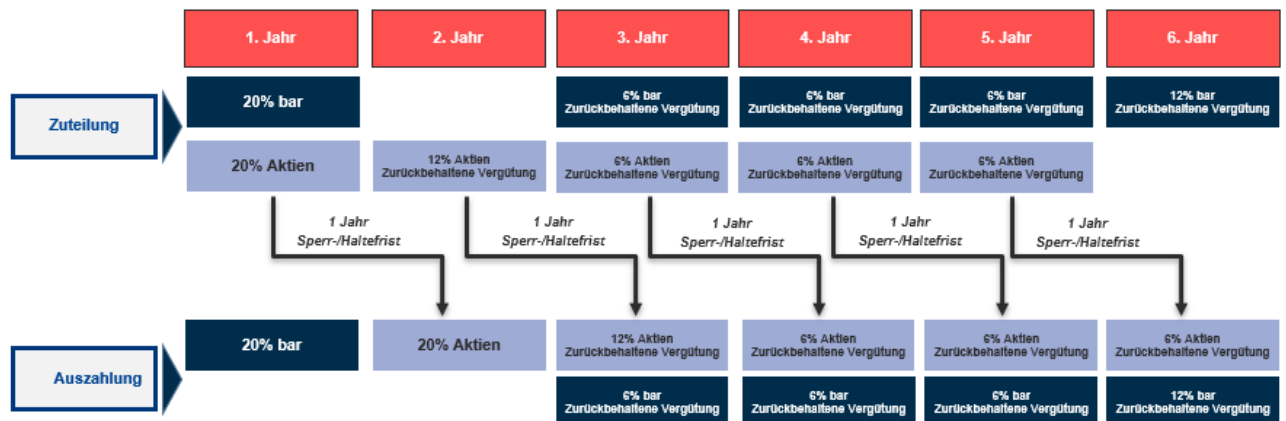 1. Jahr
2. Jahr
3. Jahr
4. Jahr
5. Jahr
6. Jahr
Zuteilung
20% bar
6% bar
Zurückbehaltene Vergütung
6% bar
Zurückbehaltene Vergütung
6% bar
Zurückbehaltene Vergütung
12% bar
Zurückbehaltene Vergütung
20% Aktien
12% Aktien
Zurückbehaltene Vergütung
6% Aktien
Zurückbehaltene Vergütung
6% Aktien
Zurückbehaltene Vergütung
6% Aktien
Zurückbehaltene Vergütung
1 Jahr
Sperr-/Haltefrist
1 Jahr
Sperr-/Haltefrist
1 Jahr
Sperr-/Haltefrist
1 Jahr
Sperr-/Haltefrist
1 Jahr
Sperr-/Haltefrist
Auszahlung
20% bar
20% Aktien
12% Aktien
Zurückbehaltene Vergütung
6% Aktien
Zurückbehaltene Vergütung
6% Aktien
Zurückbehaltene Vergütung
6% Aktien
Zurückbehaltene Vergütung
6% bar
Zurückbehaltene Vergütung
6% bar
Zurückbehaltene Vergütung
6% bar
Zurückbehaltene Vergütung
12% bar
Zurückbehaltene Vergütung